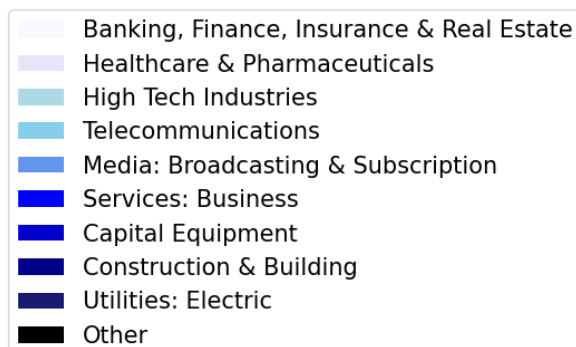 Banking, Finance, Insurance & Real Estate
Healthcare & Pharmaceuticals
High Tech Industries
Telecommunications
Media: Broadcasting & Subscription
Services: Business
Capital Equipment
Construction & Building
Utilities: Electric
Other